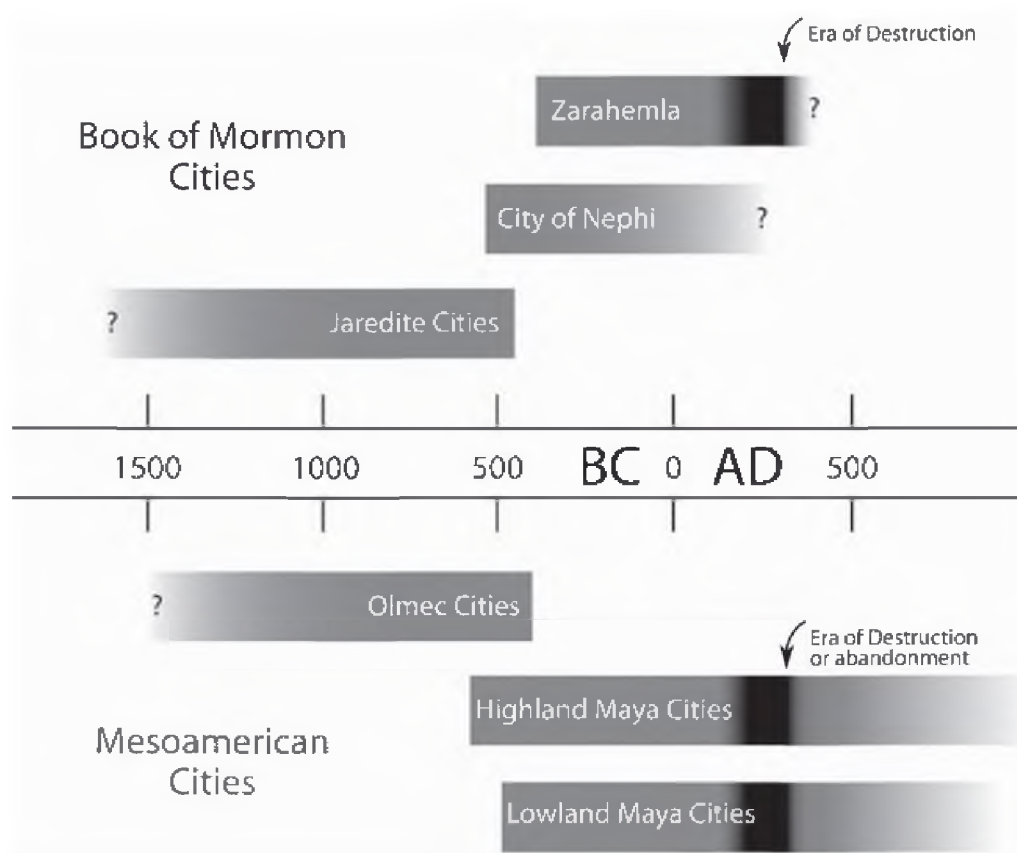 Era of Destruction
Zarahemla
?
Book of Mormon
Cities
City of Nephi
?
?
Jaredite Cities
1500 1000 500 BC 0 AD 500
?
Olmec Cities
Era of Destruction
or abandonment
Highland Maya Cities
Mesoamerican
Cities
Lowland Maya Cities